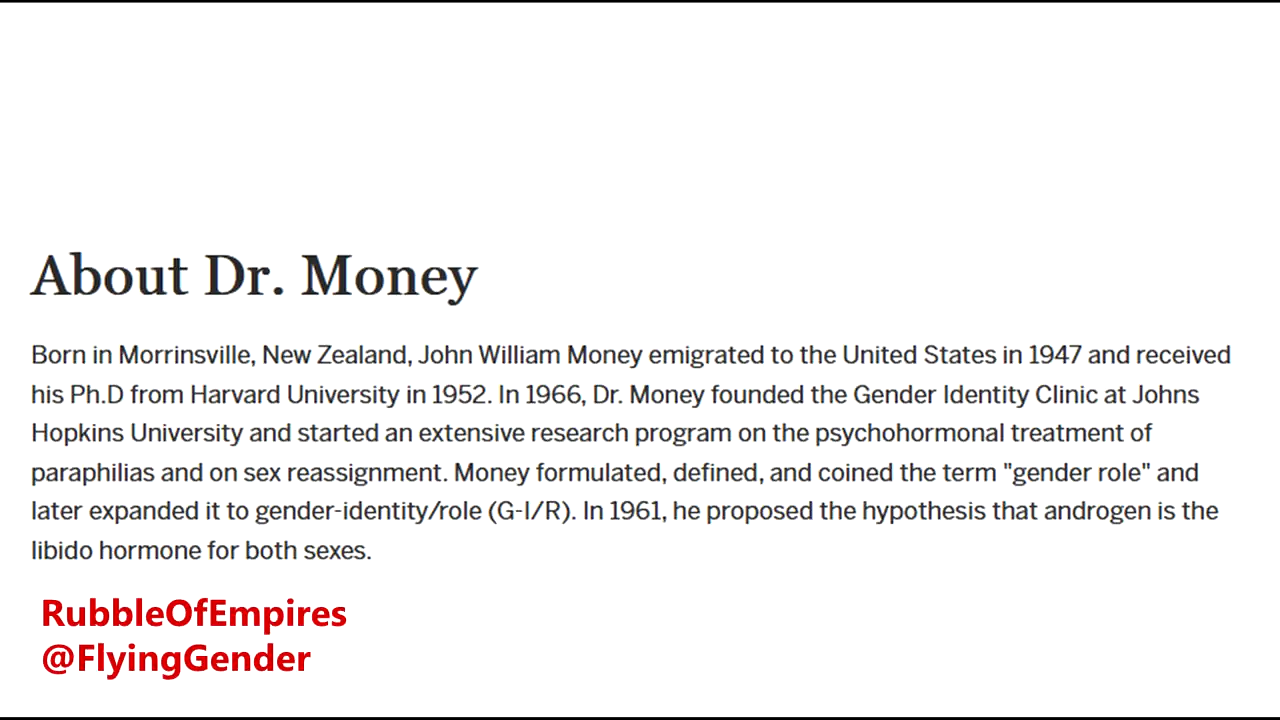 About Dr. Money
Born in Morrinsville, New Zealand, John William Money emigrated to the United States in 1947 and received
his Ph.D from Harvard University in 1952. In 1966, Dr. Money founded the Gender Identity Clinic at Johns
Hopkins University and started an extensive research program on the psychohormonal treatment of
paraphilias and on sex reassignment. Money formulated, defined, and coined the term "gender role" and
later expanded it to gender-identity/role (G-I/R). In 1961, he proposed the hypothesis that androgen is the
libido hormone for both sexes.
RubbleOfEmpires
@FlyingGender